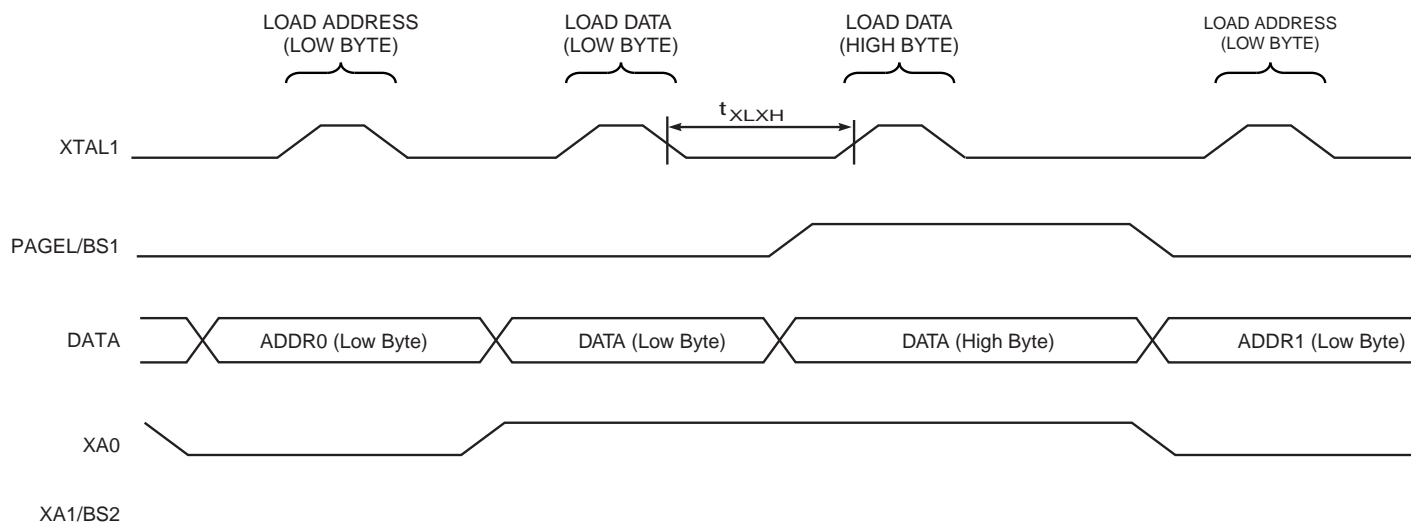 LOAD ADDRESS
(LOW BYTE)
LOAD DATA
(LOW BYTE)
LOAD DATA
(HIGH BYTE)
LOAD ADDRESS
(LOW BYTE)
t XLXH
XTAL1
PAGEL/BS1
DATA
ADDR0 (Low Byte)
DATA (Low Byte)
DATA (High Byte)
ADDR1 (Low Byte)
XA0
XA1/BS2